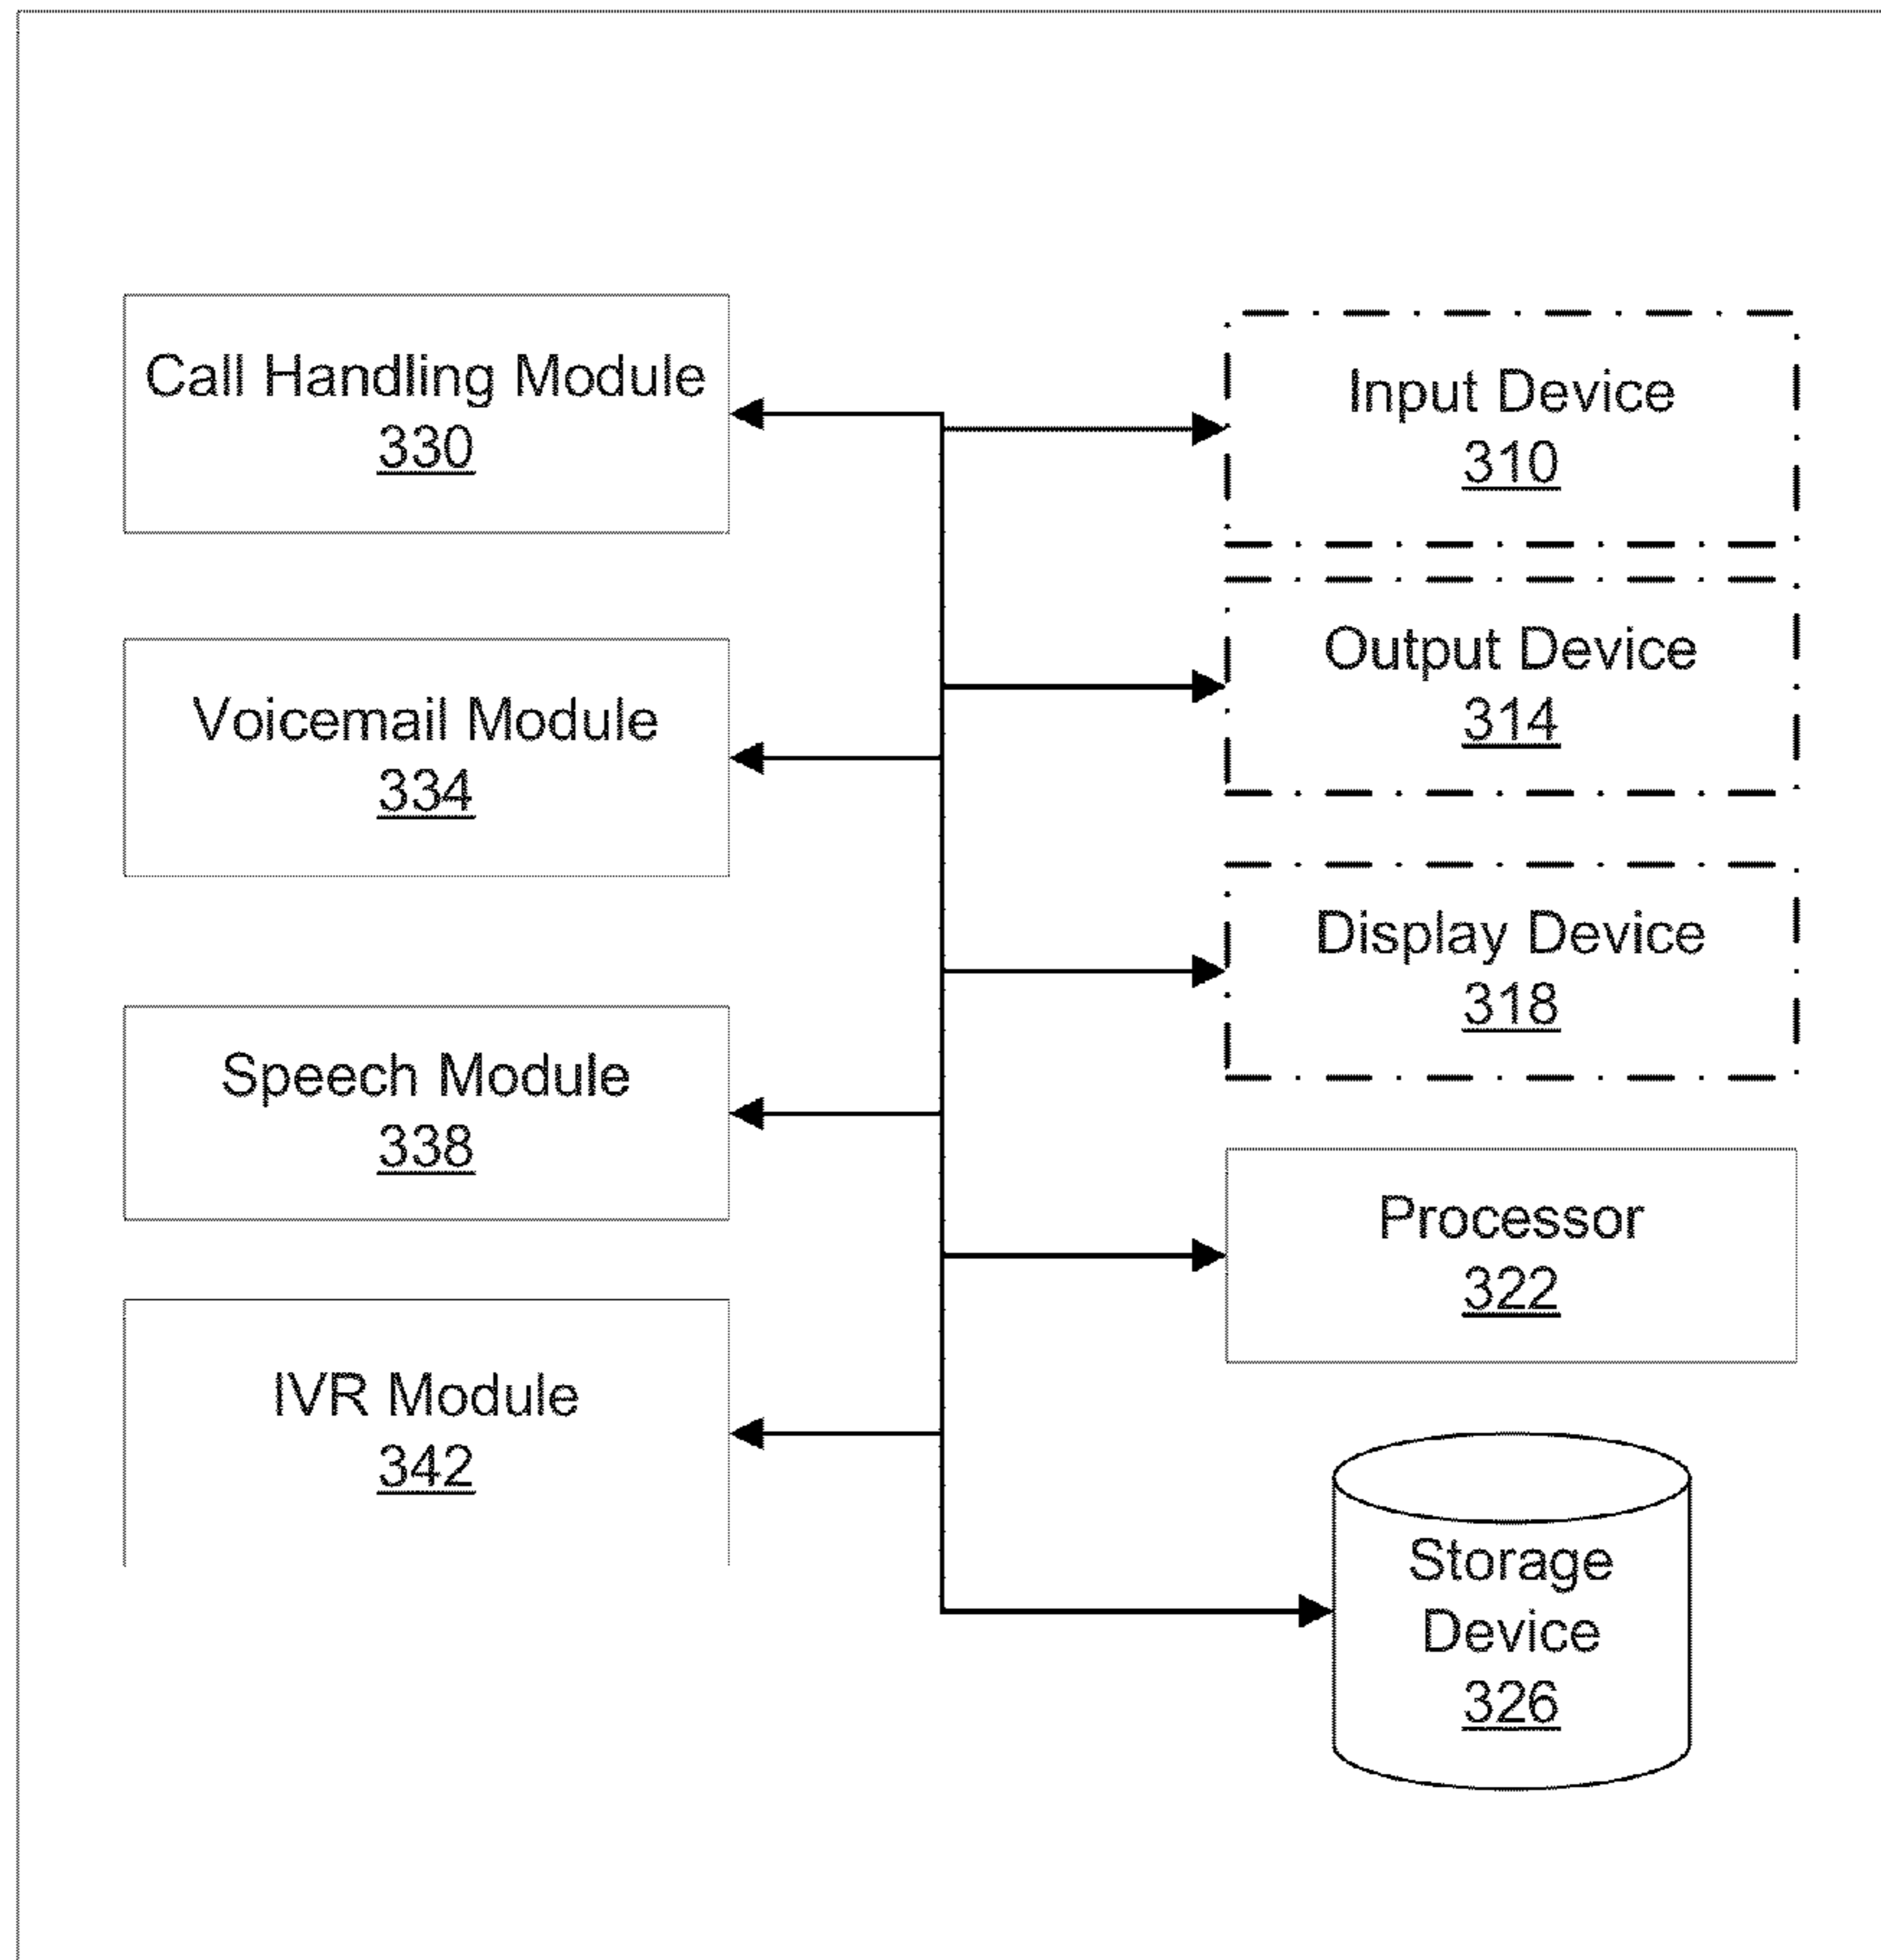 Call Handling Module
330
Voicemail Module
334
Speech Module
338
IVR Module
342
Input Device
310
Output Device
314
Display Device
318
Processor
322
Storage
Device
326